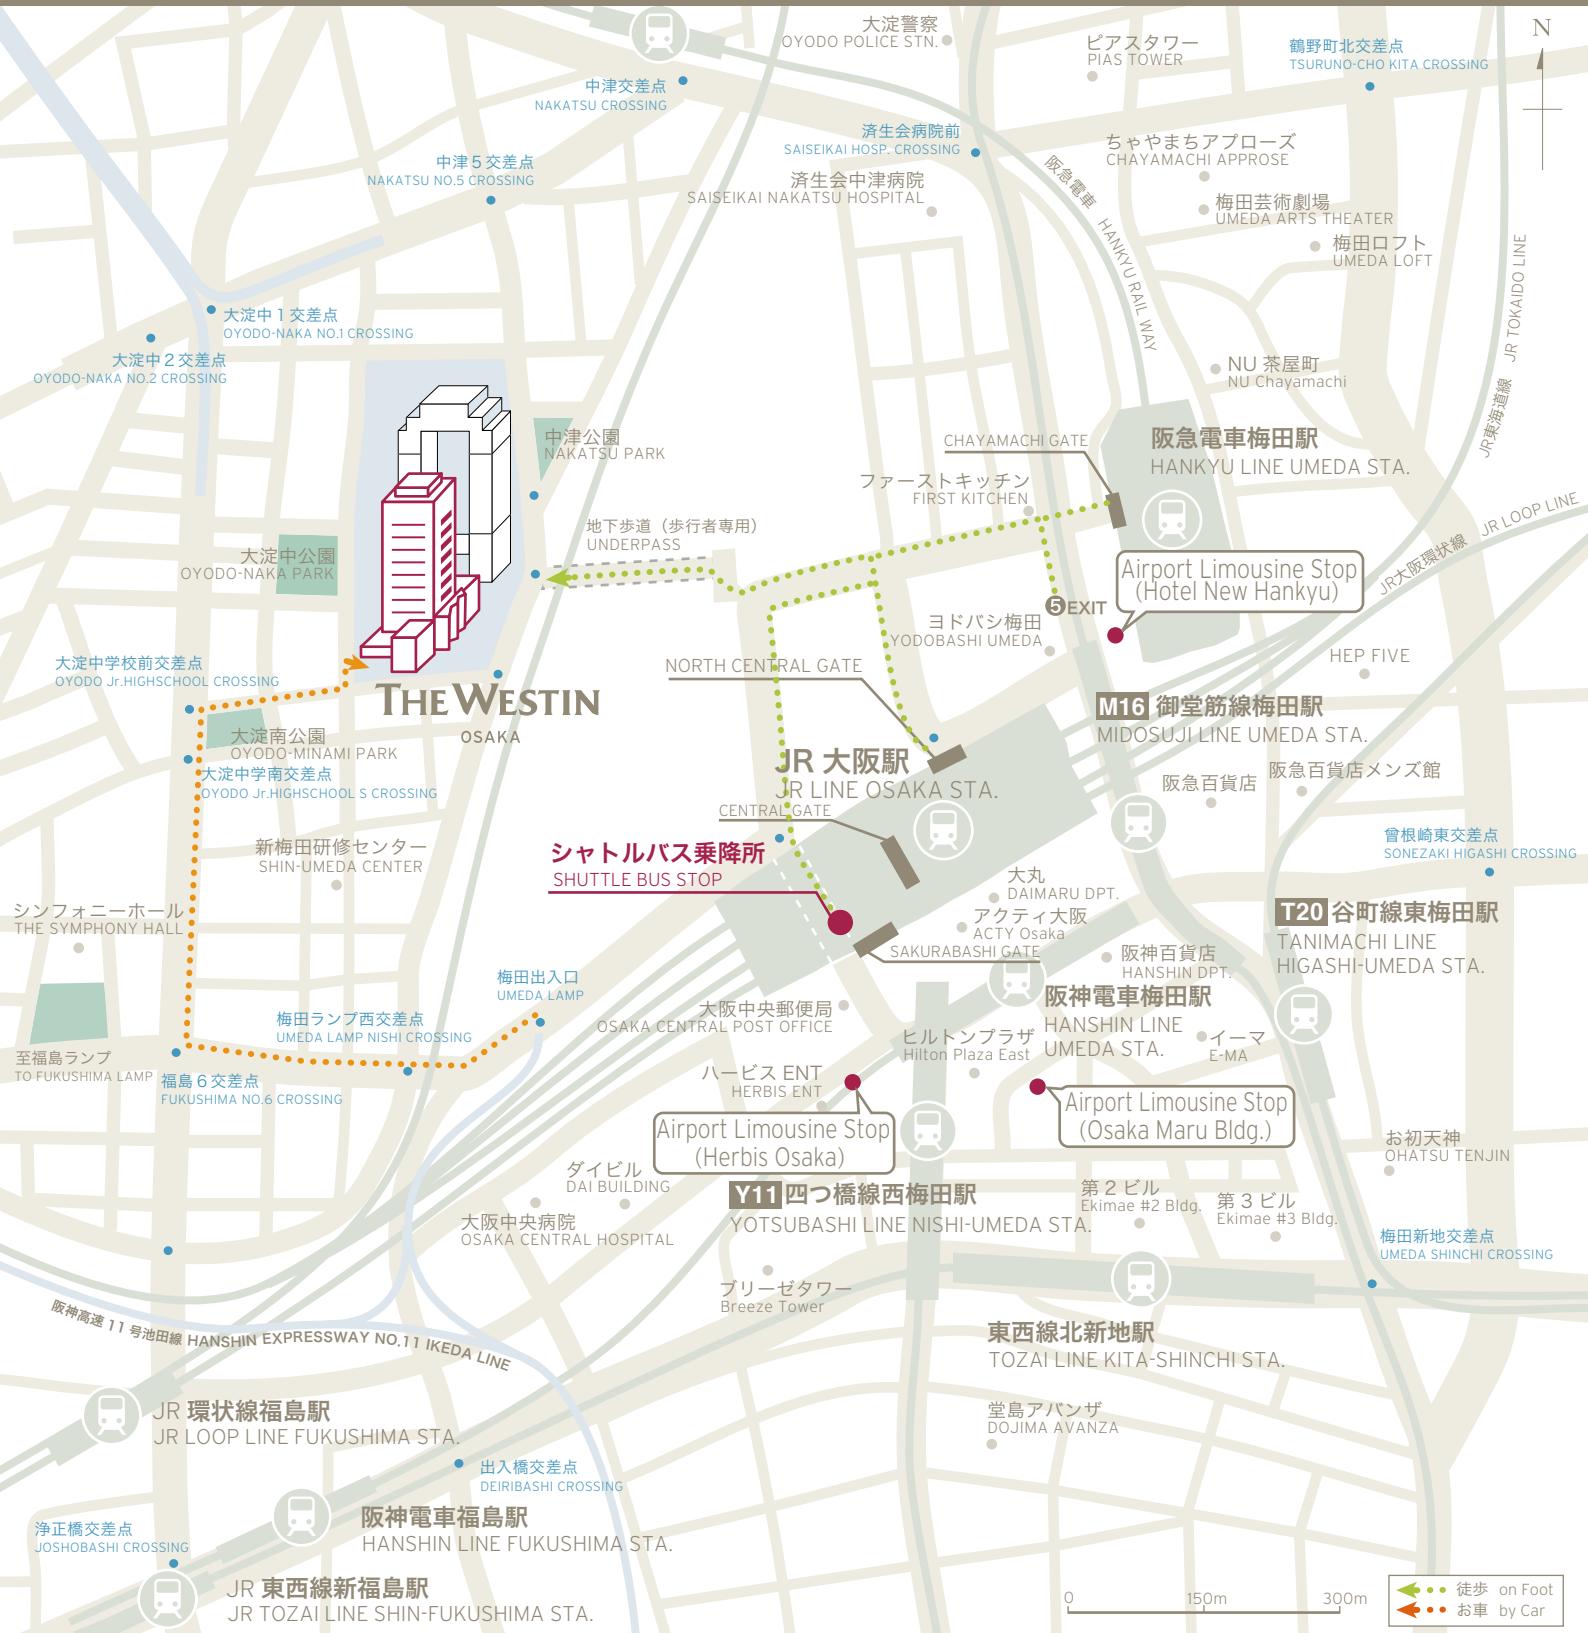 大淀警察
OYODO POLICE STN.
ピアスタワー
PIAS TOWER
鶴野町北交差点
TSURUNO-CHO KITA CROSSING
N
中津交差点
NAKATSU CROSSING
済生会病院前
SAISEIKAI HOSP. CROSSING
ちゃやまちアプローズ
CHAYAMACHI APPROSE
中津5交差点
NAKATSU NO.5 CROSSING
済生会中津病院
SAISEIKAI NAKATSU HOSPITAL
阪急電車 HANKYU RAIL WAY
梅田芸術劇場
UMEDA ARTS THEATER
梅田ロフト
UMEDA LOFT
JR東海道線 JR TOKAIDO LINE
大淀中1交差点
OYODO-NAKA NO.1 CROSSING
大淀中2交差点
OYODO-NAKA NO.2 CROSSING
NU 茶屋町
NU Chayamachi
中津公園
NAKATSU PARK
CHAYAMACHI GATE
阪急電車梅田駅
HANKYU LINE UMEDA STA.
ファーストキッチン
FIRST KITCHEN
地下歩道（歩行者専用）
UNDERPASS
JR大阪環状線 JR LOOP LINE
大淀中公園
OYODO-NAKA PARK
Airport Limousine Stop
(Hotel New Hankyu)
5 EXIT
ヨドバシ梅田
YODOBASHI UMEDA
HEP FIVE
大淀中学校前交差点
OYODO Jr.HIGHSCHOOL CROSSING
NORTH CENTRAL GATE
THE WESTIN
OSAKA
M16 御堂筋線梅田駅
MIDOSUJI LINE UMEDA STA.
大淀南公園
OYODO-MINAMI PARK
大淀中学南交差点
OYODO Jr.HIGHSCHOOL S CROSSING
JR 大阪駅
JR LINE OSAKA STA.
阪急百貨店
阪急百貨店メンズ館
CENTRAL GATE
新梅田研修センター
SHIN-UMEDA CENTER
シャトルバス乗降所
SHUTTLE BUS STOP
曾根崎東交差点
SONEZAKI HIGASHI CROSSING
大丸
DAIMARU DPT.
シンフォニーホール
THE SYMPHONY HALL
アクティ大阪
ACTY Osaka
T20 谷町線東梅田駅
TANIMACHI LINE
HIGASHI-UMEDA STA.
SAKURABASHI GATE
阪神百貨店
HANSHIN DPT.
梅田出入口
UMEDA LAMP
阪神電車梅田駅
HANSHIN LINE
UMEDA STA.
大阪中央郵便局
OSAKA CENTRAL POST OFFICE
梅田ランプ西交差点
UMEDA LAMP NISHI CROSSING
ヒルトンプラザ
Hilton Plaza East
イーマ
E-MA
至福島ランプ
TO FUKUSHIMA LAMP
福島6交差点
FUKUSHIMA NO.6 CROSSING
ハービス ENT
HERBIS ENT
Airport Limousine Stop
(Herbis Osaka)
Airport Limousine Stop
(Osaka Maru Bldg.)
お初天神
OHATSU TENJIN
ダイビル
DAI BUILDING
Y11 四つ橋線西梅田駅
YOTSUBASHI LINE NISHI-UMEDA STA.
第2ビル
Ekimae #2 Bldg.
第3ビル
Ekimae #3 Bldg.
大阪中央病院
OSAKA CENTRAL HOSPITAL
梅田新地交差点
UMEDA SHINCHI CROSSING
ブリーゼタワー
Breeze Tower
阪神高速 11 号池田線 HANSHIN EXPRESSWAY NO.11 IKEDA LINE
東西線北新地駅
TOZAI LINE KITA-SHINCHI STA.
JR 環状線福島駅
JR LOOP LINE FUKUSHIMA STA.
堂島アバンザ
DOJIMA AVANZA
出入橋交差点
DEIRIBASHI CROSSING
阪神電車福島駅
HANSHIN LINE FUKUSHIMA STA.
浄正橋交差点
JOSHOBASHI CROSSING
JR 東西線新福島駅
JR TOZAI LINE SHIN-FUKUSHIMA STA.
0 150m 300m
徒歩 on Foot
お車 by Car